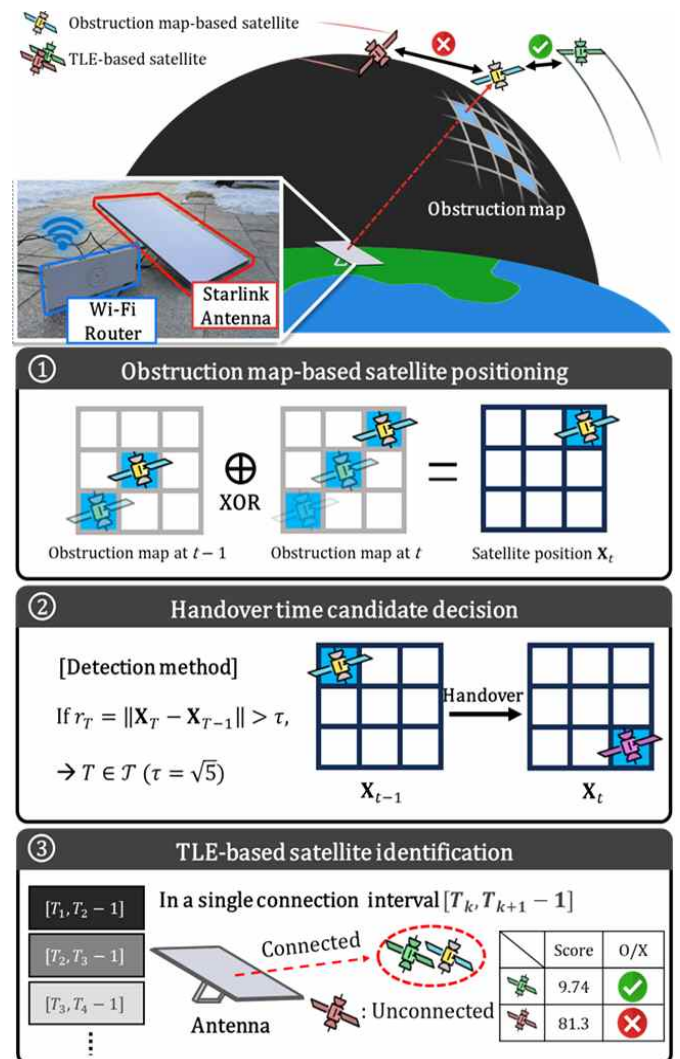 Obstruction map-based satellite
TLE-based satellite
Obstruction map
Starlink
Antenna
Wi-Fi
Router
① Obstruction map-based satellite positioning
⊕
XOR
=
Obstruction map at t − 1
Obstruction map at t
Satellite position X_t
② Handover time candidate decision
[Detection method]
If r_T = ‖X_T − X_{T−1}‖ > τ,
→ T ∈ 𝒯 (τ = √5)
Handover
X_{t−1}
X_t
③ TLE-based satellite identification
[T_1, T_2 − 1]
[T_2, T_3 − 1]
[T_3, T_4 − 1]
⋮
In a single connection interval [T_k, T_{k+1} − 1]
Connected
Antenna
: Unconnected
Score O/X
9.74
81.3